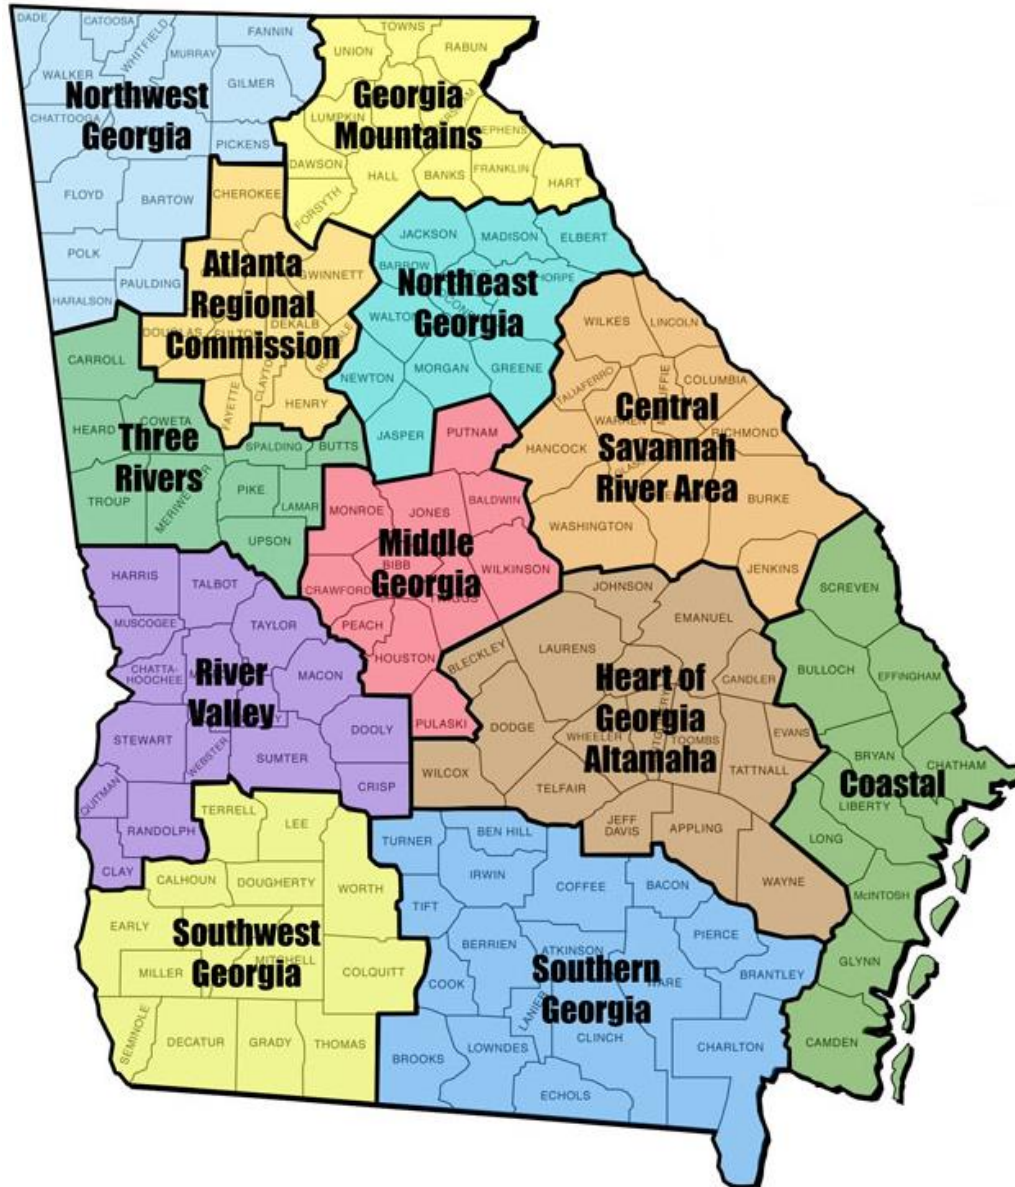 DADE
CATOOSA
WHITFIELD
MURRAY
FANNIN
WALKER
GILMER
CHATTOOGA
PICKENS
Northwest
Georgia
FLOYD
BARTOW
POLK
PAULDING
HARALSON
TOWNS
UNION
RABUN
LUMPKIN
DAWSON
HALL
BANKS
FRANKLIN
HART
FORSYTH
Georgia
Mountains
CHEROKEE
GWINNETT
DOUGLAS
FULTON
DEKALB
CLAYTON
FAYETTE
HENRY
Atlanta
Regional
Commission
JACKSON
MADISON
ELBERT
BARROW
WALTON
NEWTON
MORGAN
GREENE
JASPER
Northeast
Georgia
WILKES
LINCOLN
TALIAFERRO
COLUMBIA
WARREN
RICHMOND
HANCOCK
BURKE
WASHINGTON
JENKINS
Central
Savannah
River Area
CARROLL
HEARD
COWETA
SPALDING
BUTTS
TROUP
MERIWETHER
PIKE
LAMAR
UPSON
Three
Rivers
PUTNAM
MONROE
JONES
BALDWIN
BIBB
WILKINSON
CRAWFORD
PEACH
HOUSTON
PULASKI
Middle
Georgia
HARRIS
TALBOT
MUSCOGEE
TAYLOR
CHATTA-
HOOCHEE
MACON
STEWART
WEBSTER
SUMTER
DOOLY
CRISP
QUITMAN
RANDOLPH
CLAY
River
Valley
JOHNSON
EMANUEL
BLECKLEY
LAURENS
CANDLER
DODGE
WHEELER
TOOMBS
EVANS
TATTNALL
WILCOX
TELFAIR
JEFF
DAVIS
APPLING
WAYNE
Heart of
Georgia
Altamaha
SCREVEN
BULLOCH
EFFINGHAM
BRYAN
CHATHAM
LIBERTY
LONG
McINTOSH
GLYNN
CAMDEN
Coastal
TERRELL
LEE
CALHOUN
DOUGHERTY
WORTH
EARLY
MITCHELL
MILLER
COLQUITT
SEMINOLE
DECATUR
GRADY
THOMAS
Southwest
Georgia
TURNER
BEN HILL
IRWIN
COFFEE
BACON
TIFT
BERRIEN
ATKINSON
PIERCE
COOK
WARE
BRANTLEY
LANIER
BROOKS
LOWNDES
CLINCH
CHARLTON
ECHOLS
Southern
Georgia